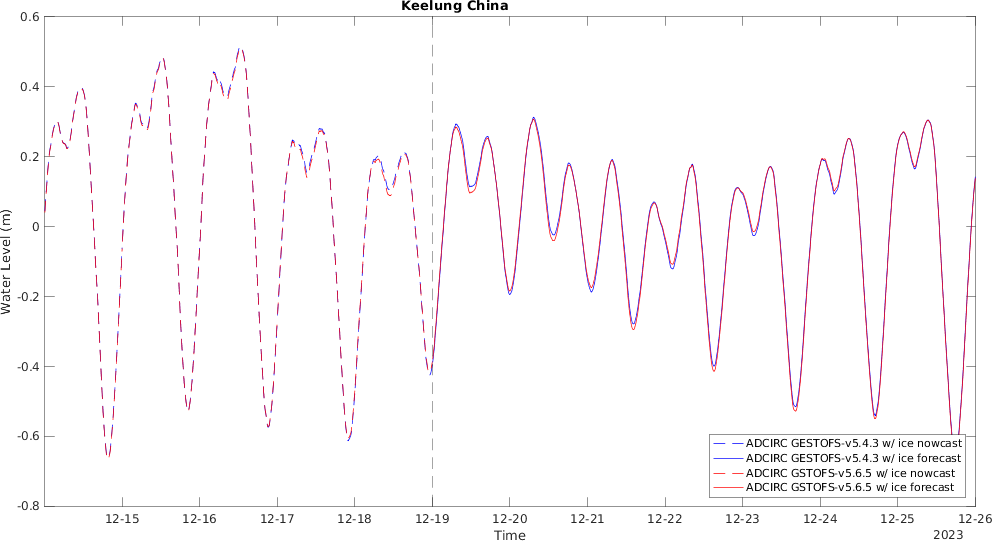 Keelung China
0.6
0.4
0.2
0
-0.2
-0.4
-0.6
-0.8
Water Level (m)
12-15 12-16 12-17 12-18 12-19 12-20 12-21 12-22 12-23 12-24 12-25 12-26
Time
2023
ADCIRC GESTOFS-v5.4.3 w/ ice nowcast
ADCIRC GESTOFS-v5.4.3 w/ ice forecast
ADCIRC GSTOFS-v5.6.5 w/ ice nowcast
ADCIRC GSTOFS-v5.6.5 w/ ice forecast